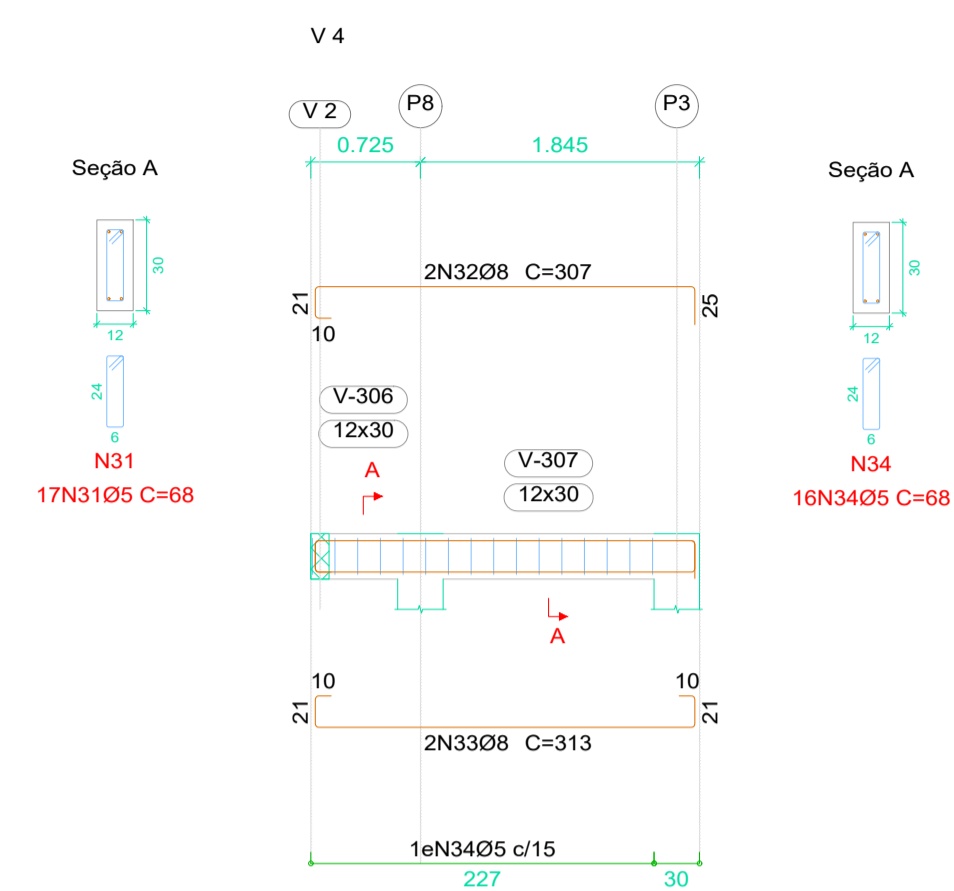 V 4
V 2
P8
P3
0.725
1.845
Seção A
Seção A
30
12
24
6
N31
17N31Ø5 C=68
30
12
24
6
N34
16N34Ø5 C=68
2N32Ø8 C=307
21
10
25
V-306
12x30
V-307
12x30
A
A
10
10
21
21
2N33Ø8 C=313
1eN34Ø5 c/15
227
30